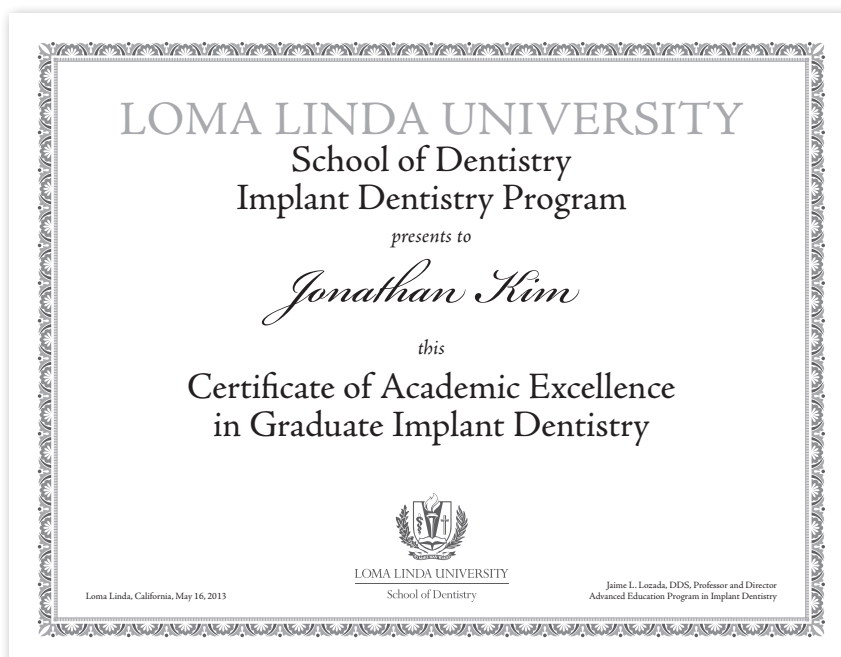 LOMA LINDA UNIVERSITY
School of Dentistry
Implant Dentistry Program
presents to
Jonathan Kim
this
Certificate of Academic Excellence
in Graduate Implant Dentistry
LOMA LINDA UNIVERSITY
School of Dentistry
Loma Linda, California, May 16, 2013
Jaime L. Lozada, DDS, Professor and Director
Advanced Education Program in Implant Dentistry